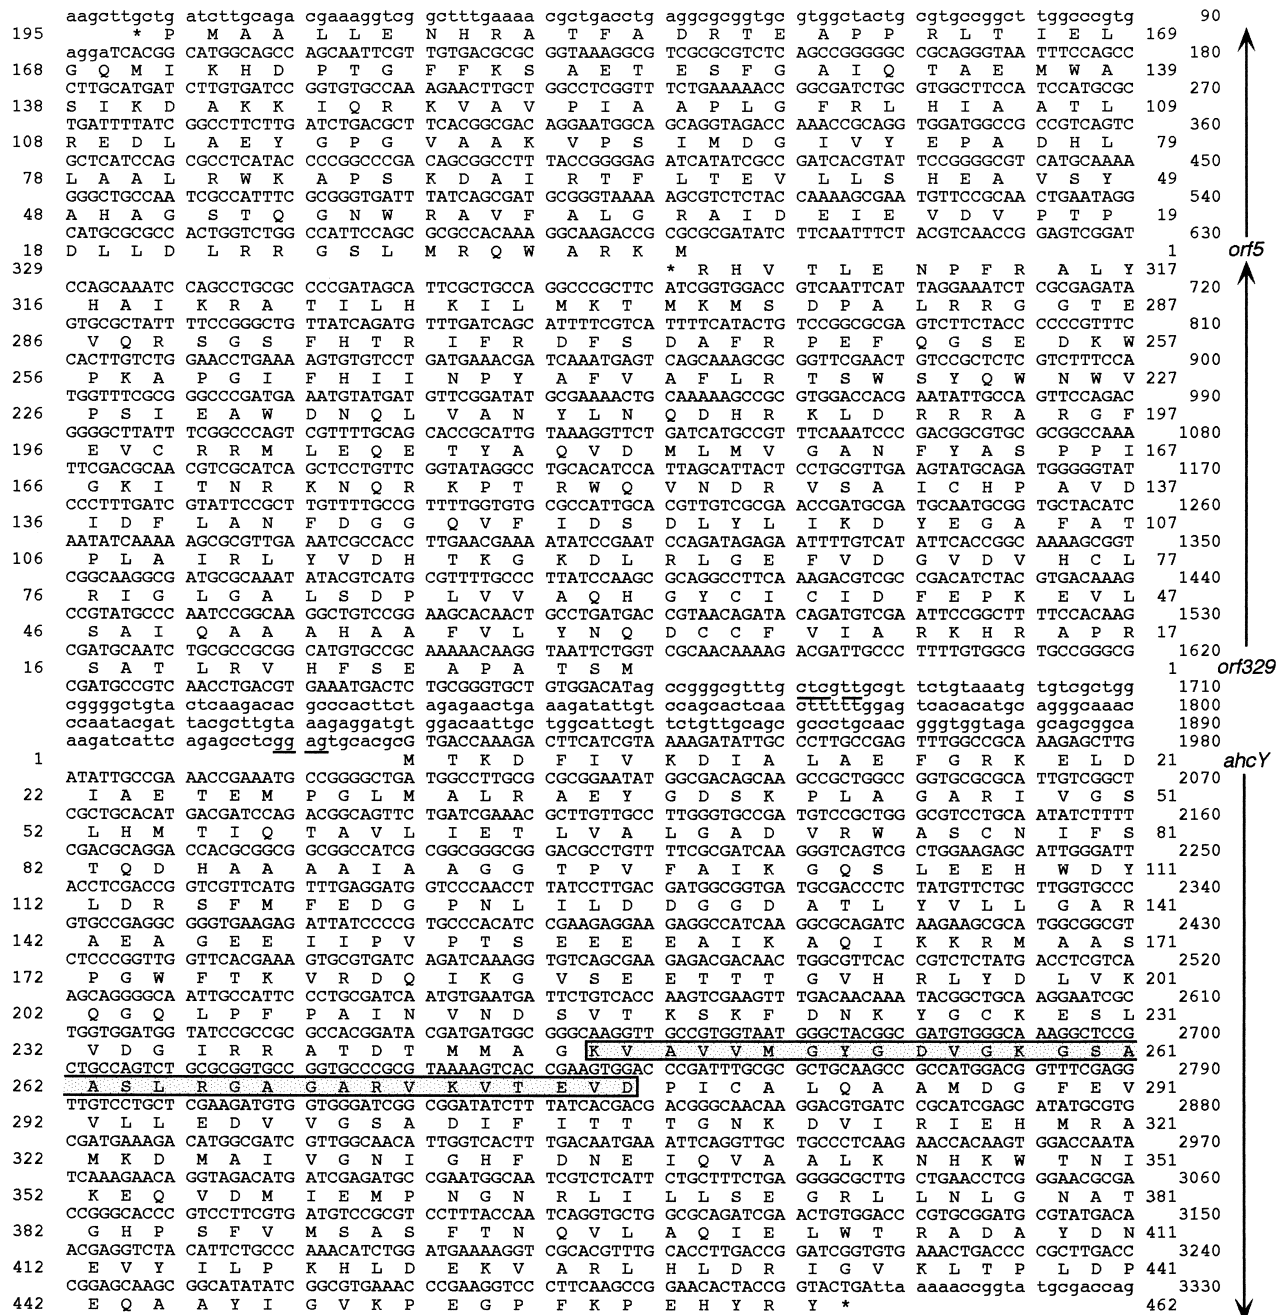 aagcttgctg atcttgcaga cgaaaggtcg gctttgaaaa cgctgacctg aggcgcggtc gtggctactg cgtgccggct tggcccgtg 90
195 * P M A A L L E N H R A T F A D R T E A P P R L T I E L 169
aggaTCACGG CATGGCAGCC AGCAATTCGT TGTGACGCGC GGTAAAGGCG TCGCGCGTCTC AGCCGGGGGC CGCAGGGTAA TTTCCAGCC 180
168 G Q M I K H D P T G F F K S A E T E S F G A I Q T A E M W A 139
CTTGCATGAT CTTGTGATCC GGTGTGCCAA AGAACTTGCT GGCCTCGGTT TCTGAAAAACC GGCGATCTGC GTGGCTTCCA TCCATGCGC 270
138 S I K D A K K I Q R K V A V P I A A P L G F R L H I A A T L 109
TGATTTTATC GGCCTTCTTG ATCTGACGCT TCACGGCGAC AGGAATGGCA GCAGGTAGACC AAACCGCAGG TGGATGGCCG CCGTCAGTC 360
108 R E D L A E Y G P G V A A K V P S I M D G I V Y E P A D H L 79
GCTCATCCAG CGCCTCATAC CCCGGCCCGA CAGCGGCCTT TACCGGGGAG ATCATATCGCC GATCACGTAT TCCGGGGCGT CATGCAAAA 450
78 L A A L R W K A P S K D A I R T F L T E V L L S H E A V S Y 49
GGGCTGCCAA TCGCCATTTC GCGGGTGATT TATCAGCGAT GCGGGTAAAA AGCGTCTCTAC CAAAAGCGAA TGTTCCGCAA CTGAATAGG 540
48 A H A G S T Q G N W R A V F A L G R A I D E I E V D V P T P 19
CATGCGCGCC ACTGGTCTGG CCATTCCAGC GCGCCACAAA GGCAAGACCG CGCGCGATATC TTCAATTTCT ACGTCAACCG GAGTCGGAT 630
18 D L L D L R R G S L M R Q W A R K M 1 orf5
329 * R H V T L E N P F R A L Y 317
CCAGCAAATC CAGCCTGCGC CCCGATAGCA TTCGCTGCCA GGCCCGCTTC ATCGGTGGACC GTCAATTCAT TAGGAAATCT CGCGAGATA 720
316 H A I K R A T I L H K I L M K T M K M S D P A L R R G G T E 287
GTGCGCTATT TTCCGGGCTG TTATCAGATG TTTGATCAGC ATTTTCGTCA TTTTCATACTG TCCGGCGCGA GTCTTCTACC CCCCGTTTC 810
286 V Q R S G S F H T R I F R D F S D A F R P E F Q G S E D K W 257
CACTTGTCTG GAACCTGAAA AGTGTGTCCT GATGAAACGA TCAAATGAGT CAGCAAAGCGC GGTTCGAACT GTCCGCTCTC GTCTTTCCA 900
256 P K A P G I F H I I N P Y A F V A F L R T S W S Y Q W N W V 227
TGGTTTCGCG GGCCCGATGA AATGTATGAT GTTCGGATAT GCGAAAACTG CAAAAAGCCGC GTGGACCACG AATATTGCCA GTTCCAGAC 990
226 P S I E A W D N Q L V A N Y L N Q D H R K L D R R R A R G F 197
GGGGCTTATT TCGGCCCAGT CGTTTTGCAG CACCGCATTG TAAAGGTTCT GATCATGCCGT TTCAAATCCC GACGGCGTGC GCGGCCAAA 1080
196 E V C R R M L E Q E T Y A Q V D M L M V G A N F Y A S P P I 167
TTCGACGCAA CGTCGCATCA GCTCCTGTTC GGTATAGGCC TGCACATCCA TTAGCATTACT CCTGCGTTGA AGTATGCAGA TGGGGGTAT 1170
166 G K I T N R K N Q R K P T R W Q V N D R V S A I C H P A V D 137
CCCTTTGATC GTATTCCGCT TGTTTTGCCG TTTTGGTGTG CGCCATTGCA CGTTGTCGCGA ACCGATGCGA TGCAATGCGG TGCTACATC 1260
136 I D F L A N F D G G Q V F I D S D L Y L I K D Y E G A F A T 107
AATATCAAAA AGCGCGTTGA AATCGCCACC TTGAACGAAA ATATCCGAAT CCAGATAGAGA ATTTTGTCAT ATTCACCGGC AAAAGCGGT 1350
106 P L A I R L Y V D H T K G K D L R L G E F V D G V D V H C L 77
CGGCAAGGCG ATGCGCAAAT ATACGTCATG CGTTTTGCCC TTATCCAAGC GCAGGCCTTCA AAGACGTCGC CGACATCTAC GTGACAAAG 1440
76 R I G L G A L S D P L V V A Q H G Y C I C I D F E P K E V L 47
CCGTATGCCC AATCCGGCAA GGCTGTCCGG AAGCACAACT GCCTGATGAC CGTAACAGATA CAGATGTCGA ATTCCGGCTT TTCCACAAG 1530
46 S A I Q A A A H A A F V L Y N Q D C C F V I A R K H R A P R 17
CGATGCAATC TGCGCCGCGG CATGTGCCGC AAAAACAAGG TAATTCTGGT CGCAACAAAAG ACGATTGCCC TTTTGTGGCG TGCCGGGCG 1620
16 S A T L R V H F S E A P A T S M 1 orf329
CGATGCCGTC AACCTGACGT GAAATGACTC TGCGGGTGCT GTGGACATag ccgggcgtttg ctcgttgcgt tctgtaaatg tgtcgctgg 1710
cggggctgta ctcaagacac gcccacttct agagaactga aagatattgt ccagcactcaa ctttttggag tcacacatgc agggcaaac 1800
ccaatacgat tacgcttgta aagaggatgt ggacaattgc tggcattcgt tctgttgcagc gccctgcaac gggtggtaga gcagcggca 1890
aagatcattc agagcctcgg agtgcacgcG TGACCAAAGA CTTCATCGTA AAAGATATTGC CCTTGCCGAG TTTGGCCGCA AAGAGCTTG 1980
1 M T K D F I V K D I A L A E F G R K E L D 21 ahcY
ATATTGCCGA AACCGAAATG CCGGGGCTGA TGGCCTTGCG CGCGGAATAT GGCGACAGCAA GCCGCTGGCC GGTGCGCGCA TTGTCGGCT 2070
22 I A E T E M P G L M A L R A E Y G D S K P L A G A R I V G S 51
CGCTGCACAT GACGATCCAG ACGGCAGTTC TGATCGAAAC GCTTGTTGCC TTGGGTGCCGA TGTCCGCTGG GCGTCCTGCA ATATCTTTT 2160
52 L H M T I Q T A V L I E T L V A L G A D V R W A S C N I F S 81
CGACGCAGGA CCACGCGGCG GCGGCCATCG CGGCGGGCGG GACGCCTGTT TTCGCGATCAA GGGTCAGTCG CTGGAAGAGC ATTGGGATT 2250
82 T Q D H A A A A I A A G G T P V F A I K G Q S L E E H W D Y 111
ACCTCGACCG GTCGTTCATG TTTGAGGATG GTCCCAACCT TATCCTTGAC GATGGCGGTGA TGCGACCCTC TATGTTCTGC TTGGTGCCC 2340
112 L D R S F M F E D G P N L I L D D G G D A T L Y V L L G A R 141
GTGCCGAGGC GGGTGAAGAG ATTATCCCCG TGCCCACATC CGAAGAGGAA GAGGCCATCAA GGCGCAGATC AAGAAGCGCA TGGCGGCGT 2430
142 A E A G E E I I P V P T S E E E E A I K A Q I K K R M A A S 171
CTCCCGGTTG GGTTCACGAAA GTGCGTGATC AGATCAAAGG TGTCAGCGAA GAGACGACAAC TGGCGTTCAC CGTCTCTATG ACCTCGTCA 2520
172 P G W F T K V R D Q I K G V S E E T T T G V H R L Y D L V K 201
AGCAGGGGCA ATTGCCATTC CCTGCGATCA ATGTGAATGA TTCTGTCACC AAGTCGAAGTT TGACAACAAA TACGGCTGCA AGGAATCGC 2610
202 Q G Q L P F P A I N V N D S V T K S K F D N K Y G C K E S L 231
TGGTGGATGG TATCCGCCGC GCCACGGATA CGATGATGGC GGGCAAGGTT GCCGTGGTAAT GGGCTACGGC GATGTGGGCA AAGGCTCCG 2700
232 V D G I R R A T D T M M A G K V A V V M G Y G D V G K G S A 261
CTGCCAGTCT GCGCGGTGCC GGTGCCCGCG TAAAAGTCAC CGAAGTGGAC CCGATTTGCGC GCTGCAAGCC GCCATGGACG GTTTCGAGG 2790
262 A S L R G A G A R V K V T E V D P I C A L Q A A M D G F E V 291
TTGTCCTGCT CGAAGATGTG GTGGGATCGG CGGATATCTT TATCACGACG ACGGGCAACAA GGACGTGATC CGCATCGAGC ATATGCGTG 2880
292 V L L E D V V G S A D I F I T T T G N K D V I R I E H M R A 321
CGATGAAAGA CATGGCGATC GTTGGCAACA TTGGTCACTT TGACAATGAA ATTCAGGTTGC TGCCCTCAAG AACCACAAGT GGACCAATA 2970
322 M K D M A I V G N I G H F D N E I Q V A A L K N H K W T N I 351
TCAAAGAACA GGTAGACATG ATCGAGATGC CGAATGGCAA TCGTCTCATT CTGCTTTCTGA GGGGCGCTTG CTGAACCTCG GGAACGCGA 3060
352 K E Q V D M I E M P N G N R L I L L S E G R L L N L G N A T 381
CCGGGCACCC GTCCTTCGTG ATGTCCGCGT CCTTTACCAA TCAGGTGCTG GCGCAGATCGA ACTGTGGACC CGTGCGGATG CGTATGACA 3150
382 G H P S F V M S A S F T N Q V L A Q I E L W T R A D A Y D N 411
ACGAGGTCTA CATTCTGCCC AAACATCTGG ATGAAAAGGT CGCACGTTTG CACCTTGACCG GATCGGTGTG AAACTGACCC CGCTTGACC 3240
412 E V Y I L P K H L D E K V A R L H L D R I G V K L T P L D P 441
CGGAGCAAGC GGCATATATC GGCGTGAAAC CCGAAGGTCC CTTCAAGCCG GAACACTACCG GTACTGAtta aaaaccggta tgcgaccag 3330
442 E Q A A Y I G V K P E G P F K P E H Y R Y * 462